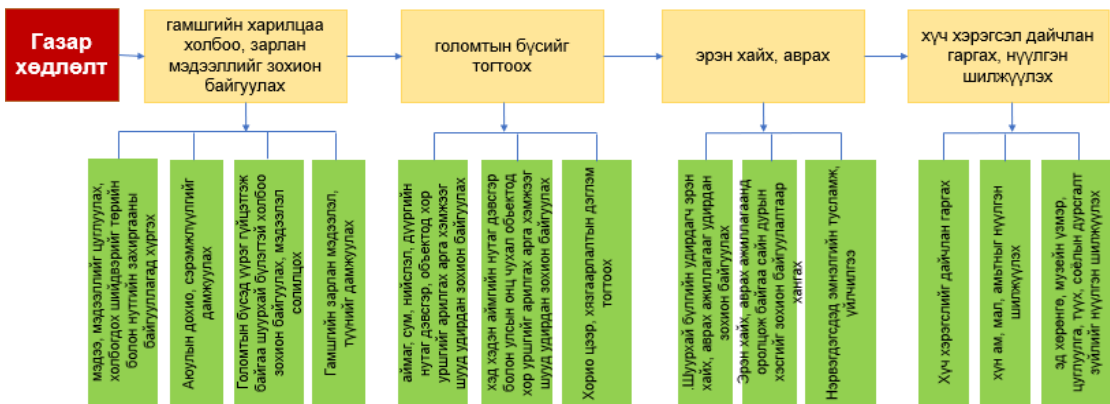 Газар
хөдлөлт
гамшгийн харилцаа
холбоо, зарлан
мэдээллийг зохион
байгуулах
голомтын бүсийг
тогтоох
эрэн хайх, аврах
хүч хэрэгсэл дайчлан
гаргах, нүүлгэн
шилжүүлэх
мэдээ, мэдээллийг цуглуулах,
холбогдох шийдвэрийг төрийн
болон нутгийн захиргааны
байгууллагад хүргэх
Аюулын дохио, сэрэмжлүүлгийг
дамжуулах
Голомтын бүсэд үүрэг гүйцэтгэж
байгаа шуурхай бүлэгтэй холбоо
зохион байгуулах, мэдээлэл
солилцох
Гамшгийн зарлан мэдээлэл,
түүнийг дамжуулах
аймаг, сум, нийслэл, дүүргийн
нутаг дэвсгэр, объектод хор
уршгийг арилгах арга хэмжээг
шууд удирдан зохион байгуулах
хэд хэдэн аймгийн нутаг дэвсгэр
болон улсын онц чухал обьектод
хор уршгийг арилгах арга хэмжээг
шууд удирдан зохион байгуулах
Хорио цээр, хязгаарлалтын дэглэм
тогтоох
.Шуурхай бүлгийн удирдагч эрэн
хайх, аврах ажиллагааг удирдан
зохион байгуулах
Эрэн хайх, аврах ажиллагаанд
оролцож байгаа сайн дурын
хэсгийг зохион байгуулалтаар
хангах
Нэрвэгдэгсдэд эмнэлгийн тусламж,
үйлчилгээ
Хүч хэрэгслийг дайчлан гаргах
хүн ам, мал, амьтныг нүүлгэн
шилжүүлэх
эд хөрөнгө, музейн үзмэр,
цуглуулга, түүх, соёлын дурсгалт
зүйлийг нүүлгэн шилжүүлэх